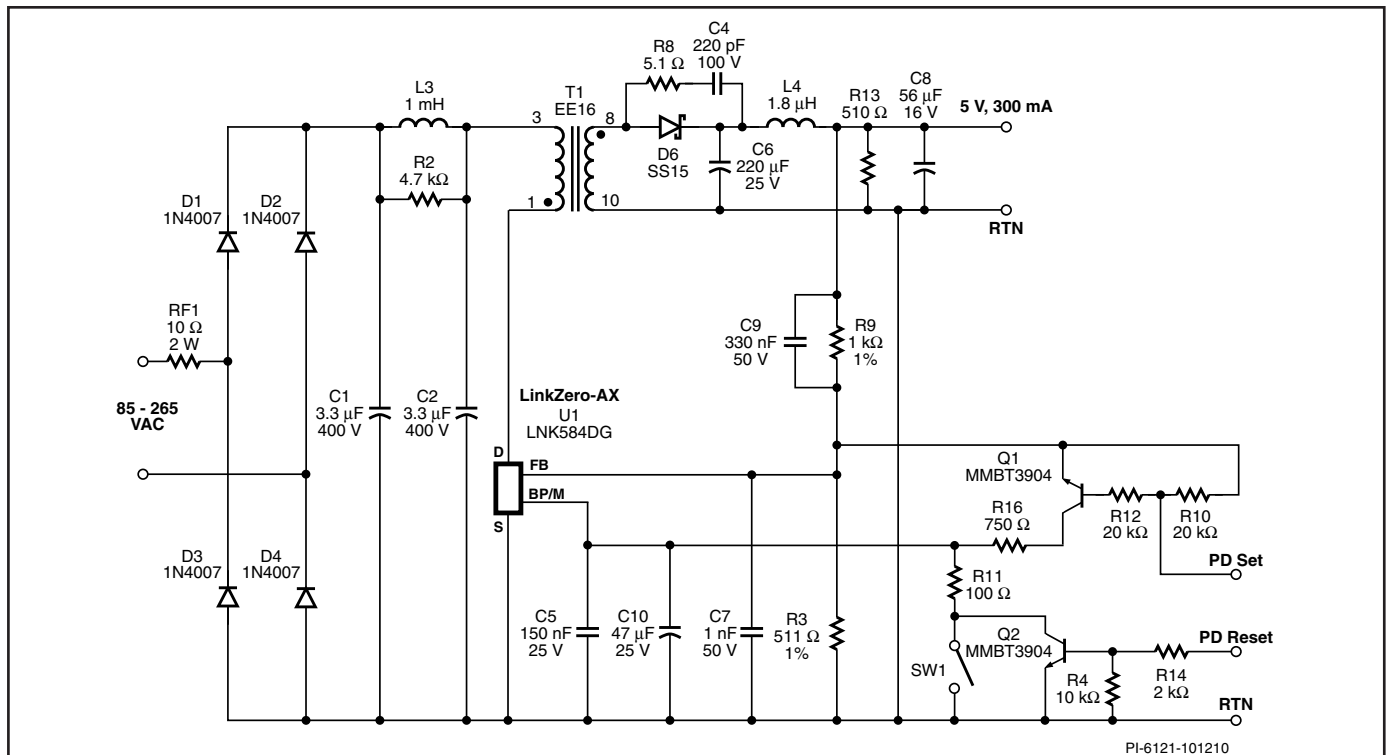 C4
220 pF
100 V
R8
5.1 Ω
L3
1 mH
T1
EE16
L4
1.8 µH
R13
510 Ω
C8
56 µF
16 V
5 V, 300 mA
3
8
D6
SS15
C6
220 µF
25 V
R2
4.7 kΩ
1
10
RTN
D1
1N4007
D2
1N4007
RF1
10 Ω
2 W
C9
330 nF
50 V
R9
1 kΩ
1%
85 - 265
VAC
C1
3.3 µF
400 V
C2
3.3 µF
400 V
LinkZero-AX
U1
LNK584DG
D
FB
BP/M
S
Q1
MMBT3904
R16
750 Ω
R12
20 kΩ
R10
20 kΩ
PD Set
D3
1N4007
D4
1N4007
R11
100 Ω
C5
150 nF
25 V
C10
47 µF
25 V
C7
1 nF
50 V
R3
511 Ω
1%
Q2
MMBT3904
PD Reset
SW1
R4
10 kΩ
R14
2 kΩ
RTN
PI-6121-101210